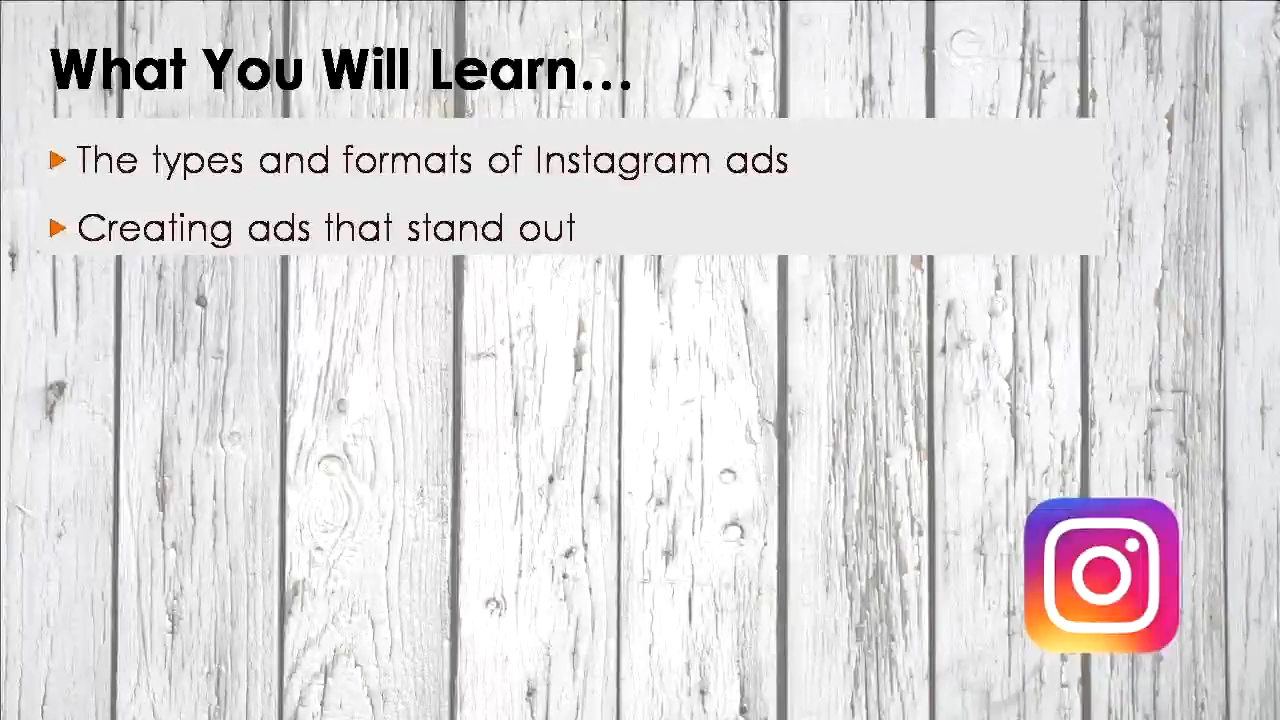 What You Will Learn...
The types and formats of Instagram ads
Creating ads that stand out